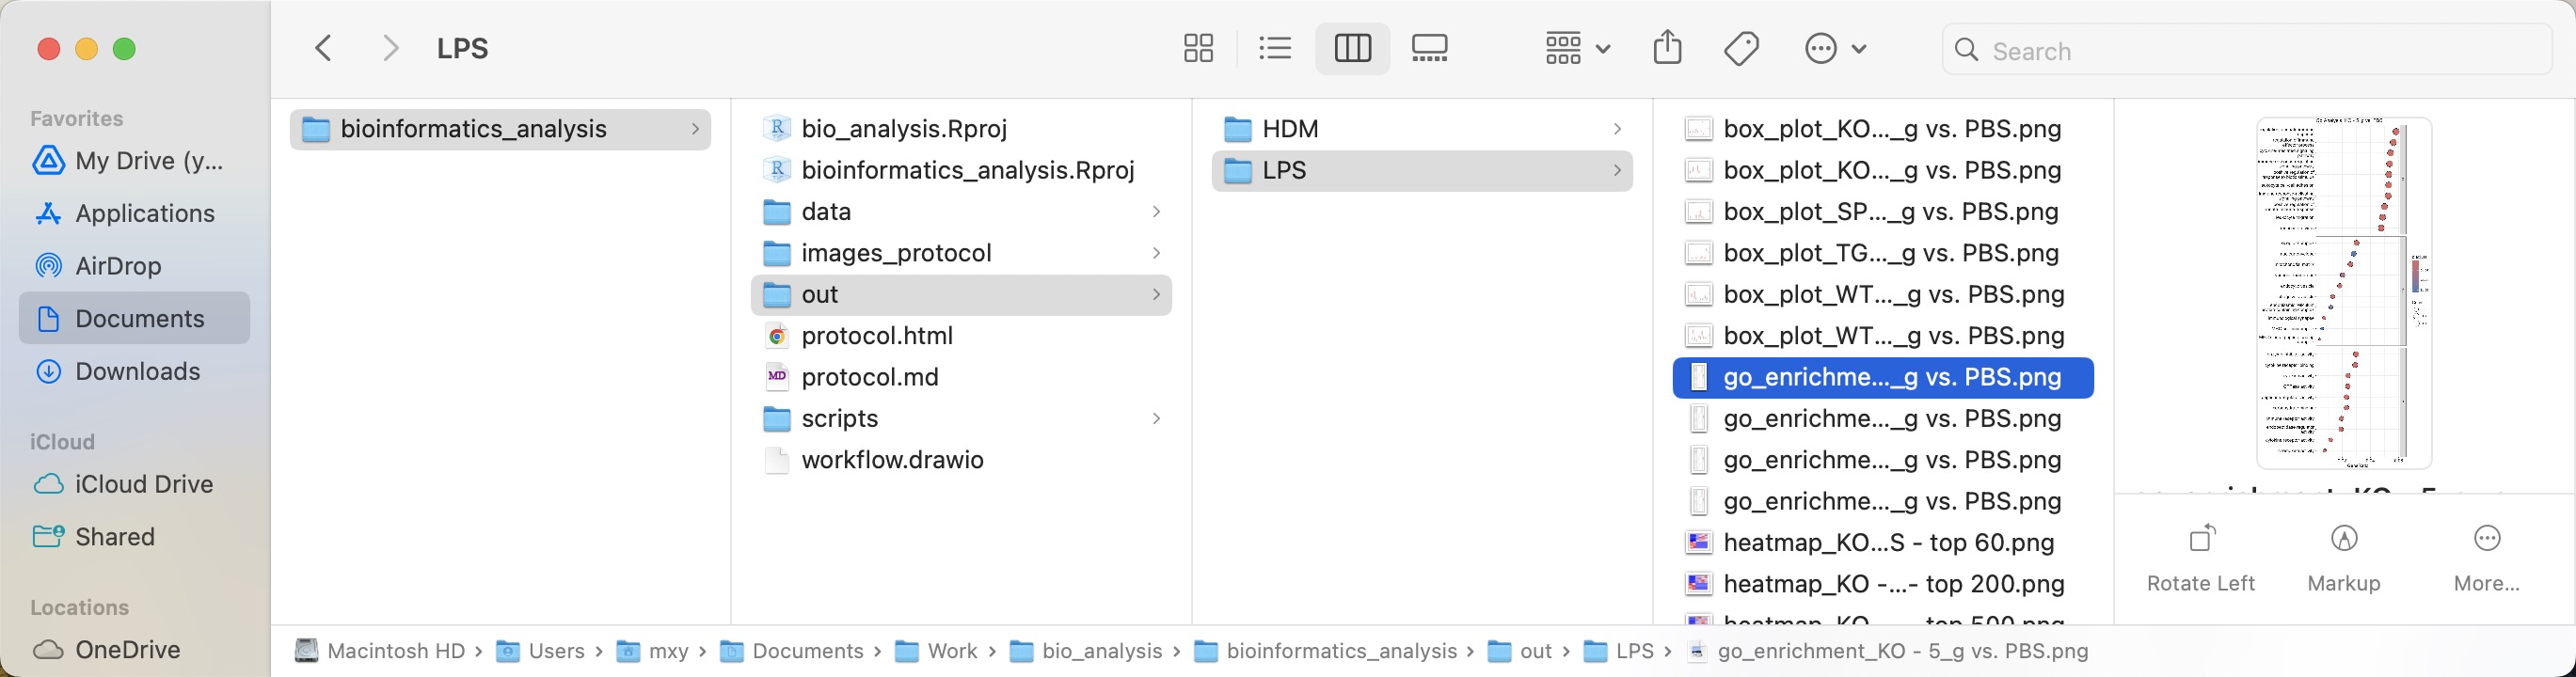 LPS
Search
Favorites
My Drive (y...
Applications
AirDrop
Documents
Downloads
iCloud
iCloud Drive
Shared
Locations
OneDrive
bioinformatics_analysis
bio_analysis.Rproj
bioinformatics_analysis.Rproj
data
images_protocol
out
protocol.html
protocol.md
scripts
workflow.drawio
HDM
LPS
box_plot_KO..._g vs. PBS.png
box_plot_KO..._g vs. PBS.png
box_plot_SP..._g vs. PBS.png
box_plot_TG..._g vs. PBS.png
box_plot_WT..._g vs. PBS.png
box_plot_WT..._g vs. PBS.png
go_enrichme..._g vs. PBS.png
go_enrichme..._g vs. PBS.png
go_enrichme..._g vs. PBS.png
go_enrichme..._g vs. PBS.png
heatmap_KO...S - top 60.png
heatmap_KO -...- top 200.png
Rotate Left
Markup
More...
Macintosh HD › Users › mxy › Documents › Work › bio_analysis › bioinformatics_analysis › out › LPS › go_enrichment_KO - 5_g vs. PBS.png